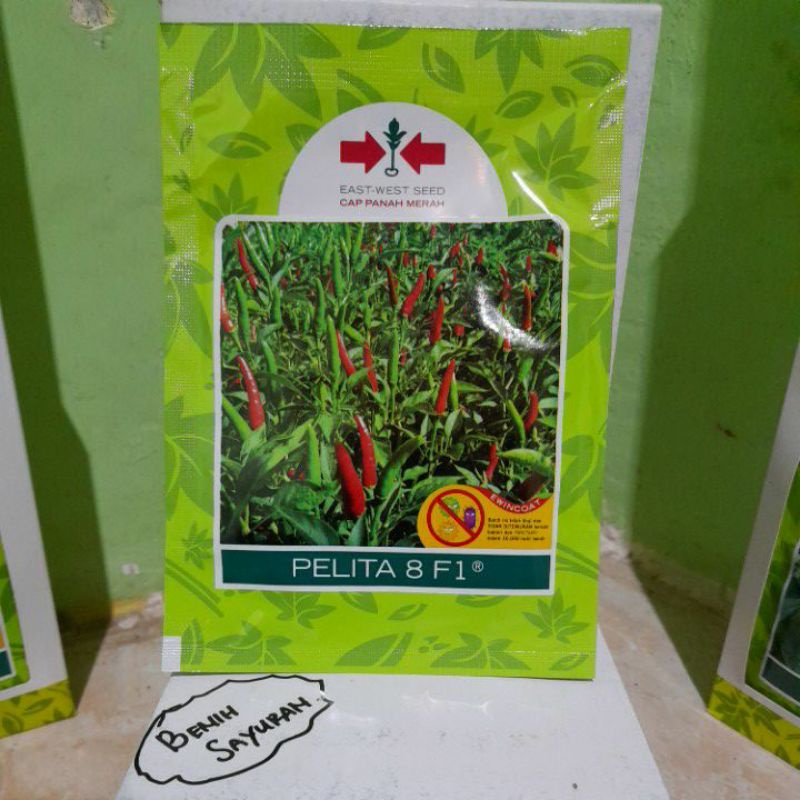 EAST-WEST SEED
CAP PANAH MERAH
EWINCOAT
PELITA 8 F1®
BENIH
SAYURAN